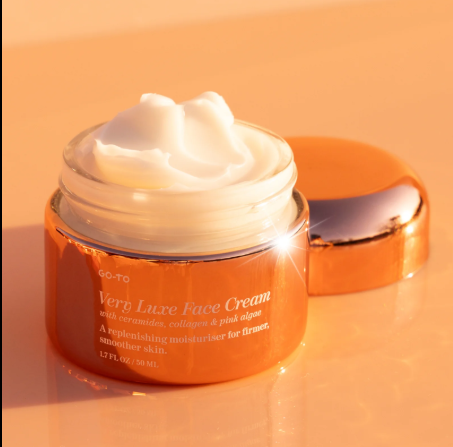 GO-TO
Very Luxe Face Cream
with ceramides, collagen & pink algae
A replenishing moisturiser for firmer,
smoother skin.
1.7 FL OZ / 50 ML